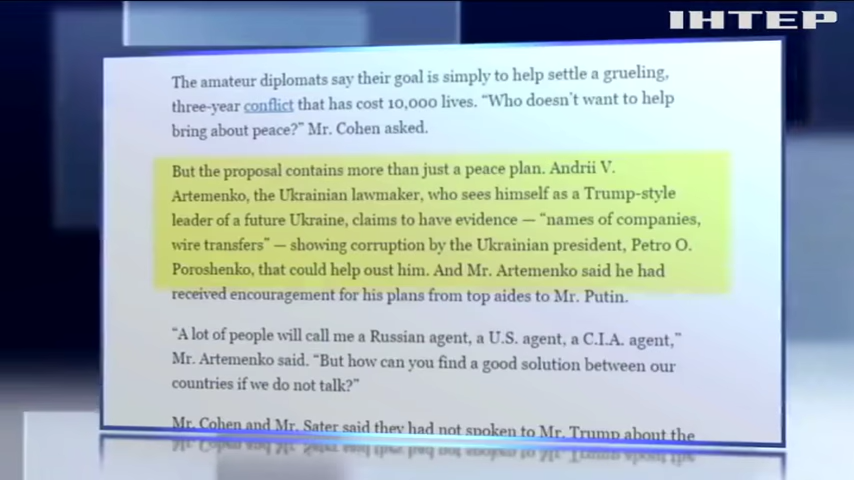 ІНТЕР
The amateur diplomats say their goal is simply to help settle a grueling,
three-year conflict that has cost 10,000 lives. “Who doesn’t want to help
bring about peace?” Mr. Cohen asked.
But the proposal contains more than just a peace plan. Andrii V.
Artemenko, the Ukrainian lawmaker, who sees himself as a Trump-style
leader of a future Ukraine, claims to have evidence — “names of companies,
wire transfers” — showing corruption by the Ukrainian president, Petro O.
Poroshenko, that could help oust him. And Mr. Artemenko said he had
received encouragement for his plans from top aides to Mr. Putin.
“A lot of people will call me a Russian agent, a U.S. agent, a C.I.A. agent,”
Mr. Artemenko said. “But how can you find a good solution between our
countries if we do not talk?”
Mr. Cohen and Mr. Sater said they had not spoken to Mr. Trump about the